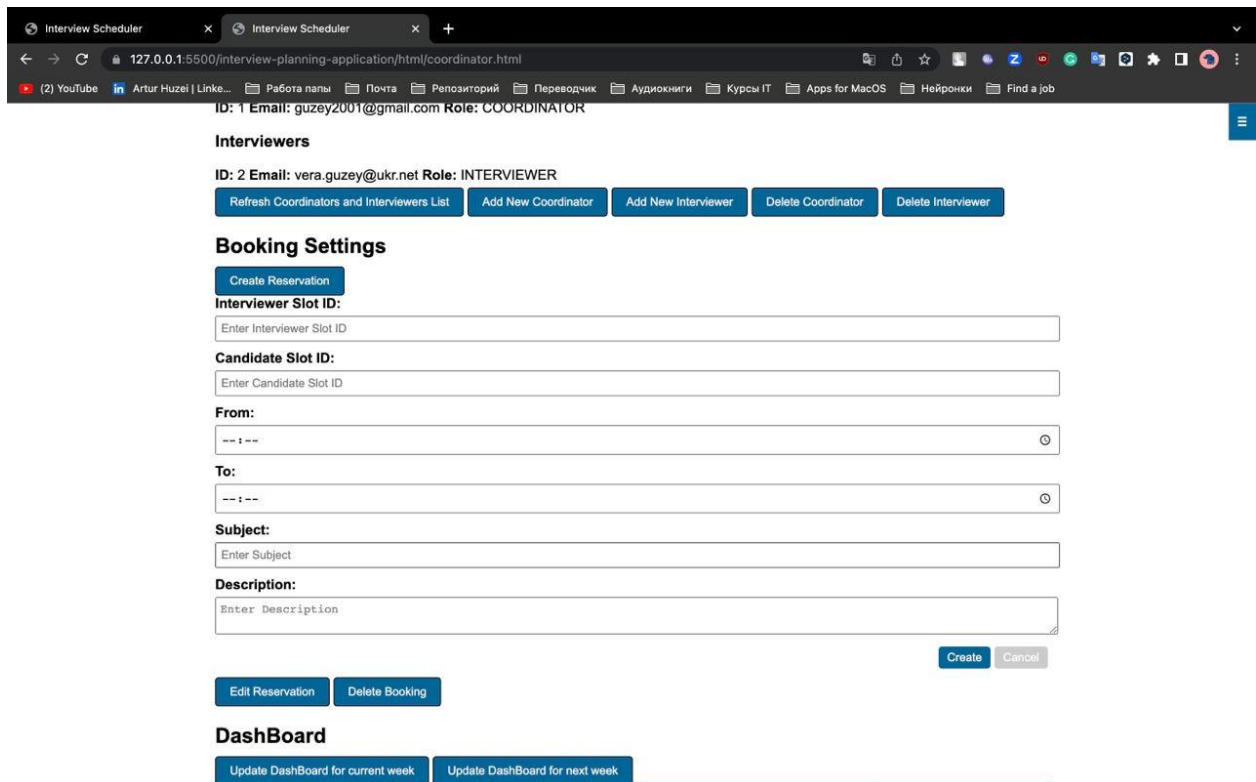 Interview Scheduler
Interview Scheduler
127.0.0.1:5500/interview-planning-application/html/coordinator.html
(2) YouTube in Artur Huzei | Linke... Работа папы Почта Репозиторий Переводчик Аудиокниги Курсы IT Apps for MacOS Нейронки Find a job
ID: 1 Email: guzey2001@gmail.com Role: COORDINATOR
Interviewers
ID: 2 Email: vera.guzey@ukr.net Role: INTERVIEWER
Refresh Coordinators and Interviewers List Add New Coordinator Add New Interviewer Delete Coordinator Delete Interviewer
Booking Settings
Create Reservation
Interviewer Slot ID:
Enter Interviewer Slot ID
Candidate Slot ID:
Enter Candidate Slot ID
From:
--:--
To:
--:--
Subject:
Enter Subject
Description:
Enter Description
Create Cancel
Edit Reservation Delete Booking
DashBoard
Update DashBoard for current week Update DashBoard for next week